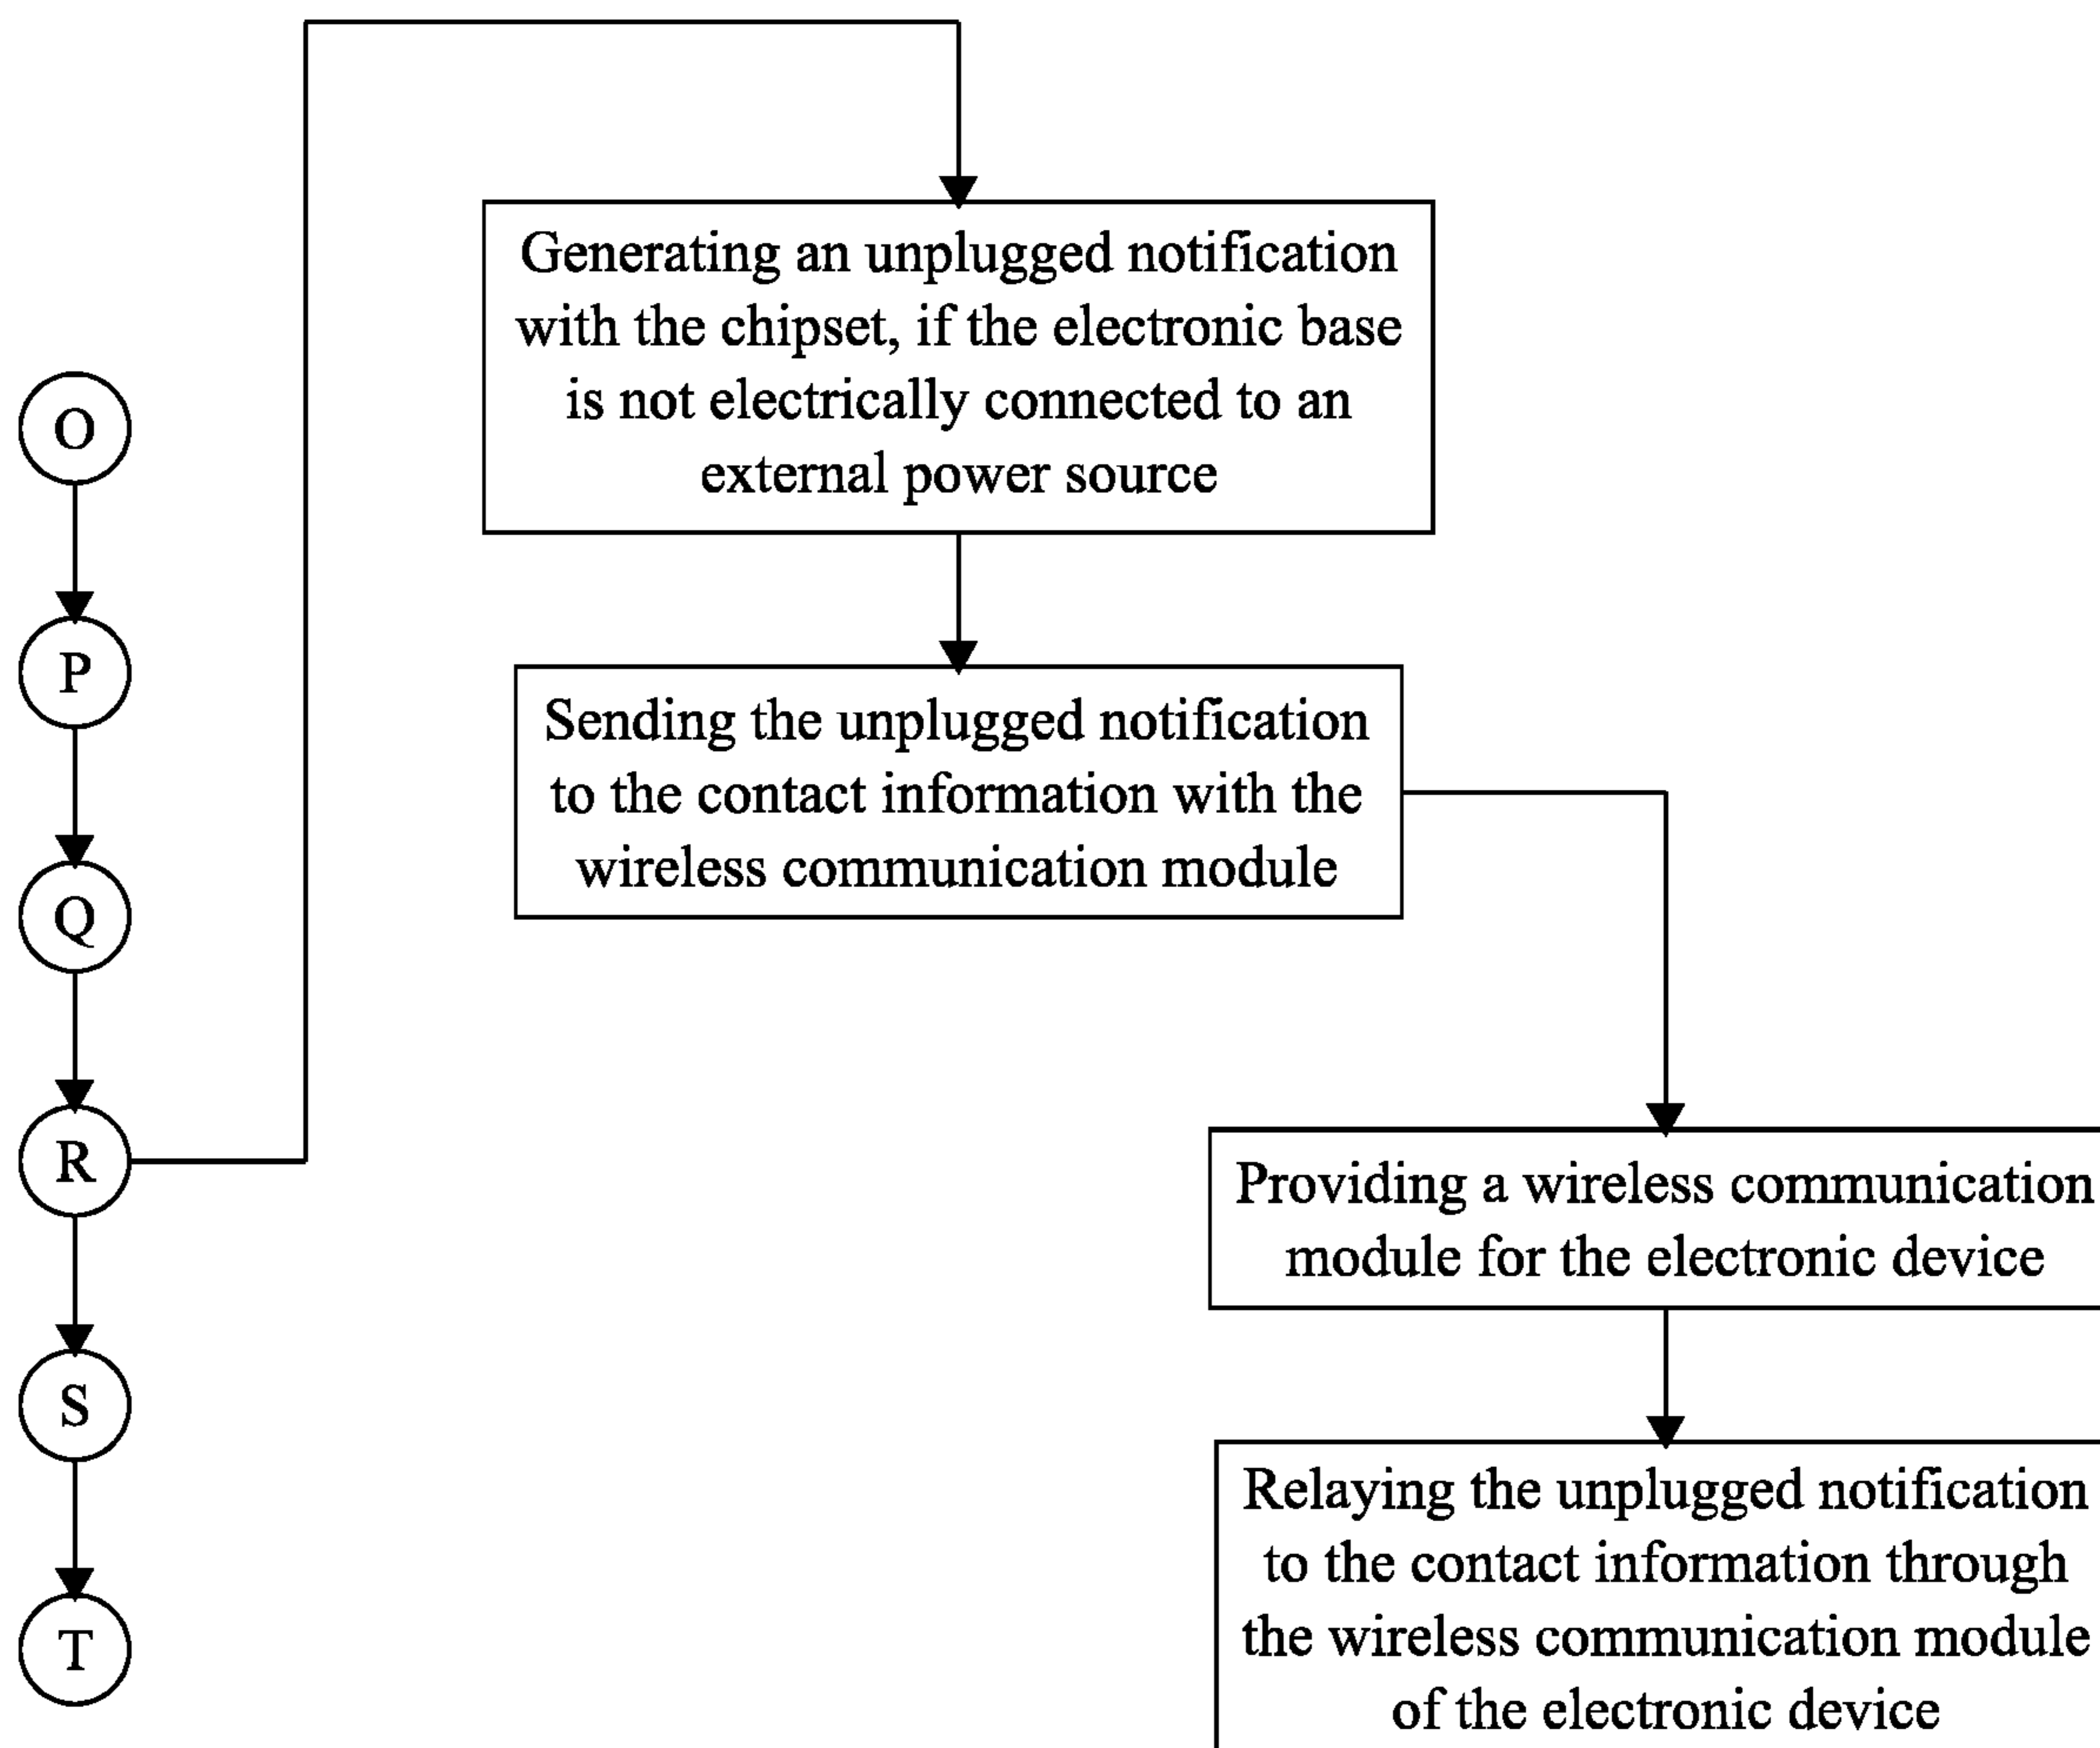 O
P
Q
R
S
T
Generating an unplugged notification
with the chipset, if the electronic base
is not electrically connected to an
external power source
Sending the unplugged notification
to the contact information with the
wireless communication module
Providing a wireless communication
module for the electronic device
Relaying the unplugged notification
to the contact information through
the wireless communication module
of the electronic device